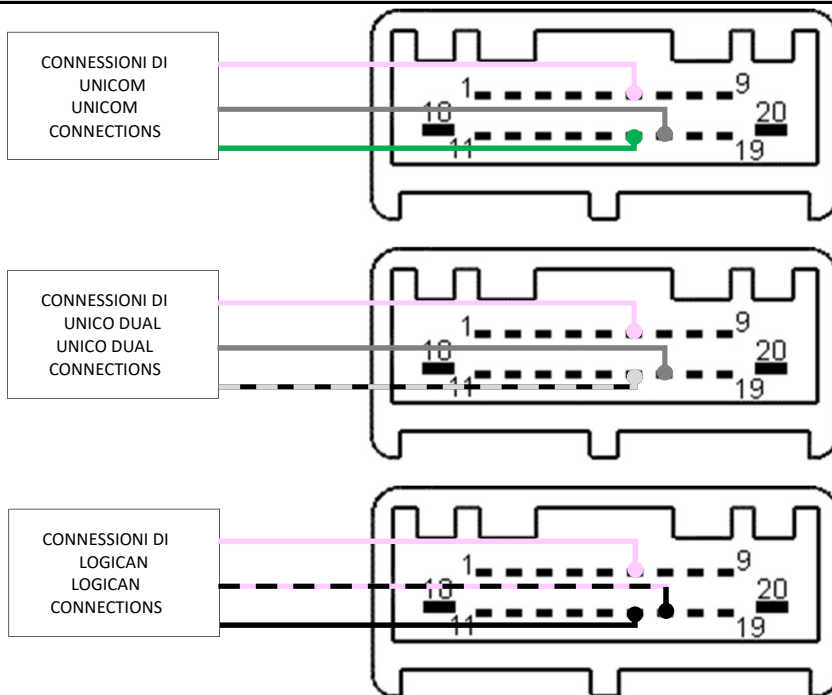 CONNESSIONI DI
UNICOM
UNICOM
CONNECTIONS
1
9
10
20
11
19
CONNESSIONI DI
UNICO DUAL
UNICO DUAL
CONNECTIONS
1
9
10
20
11
19
CONNESSIONI DI
LOGICAN
LOGICAN
CONNECTIONS
1
9
10
20
11
19